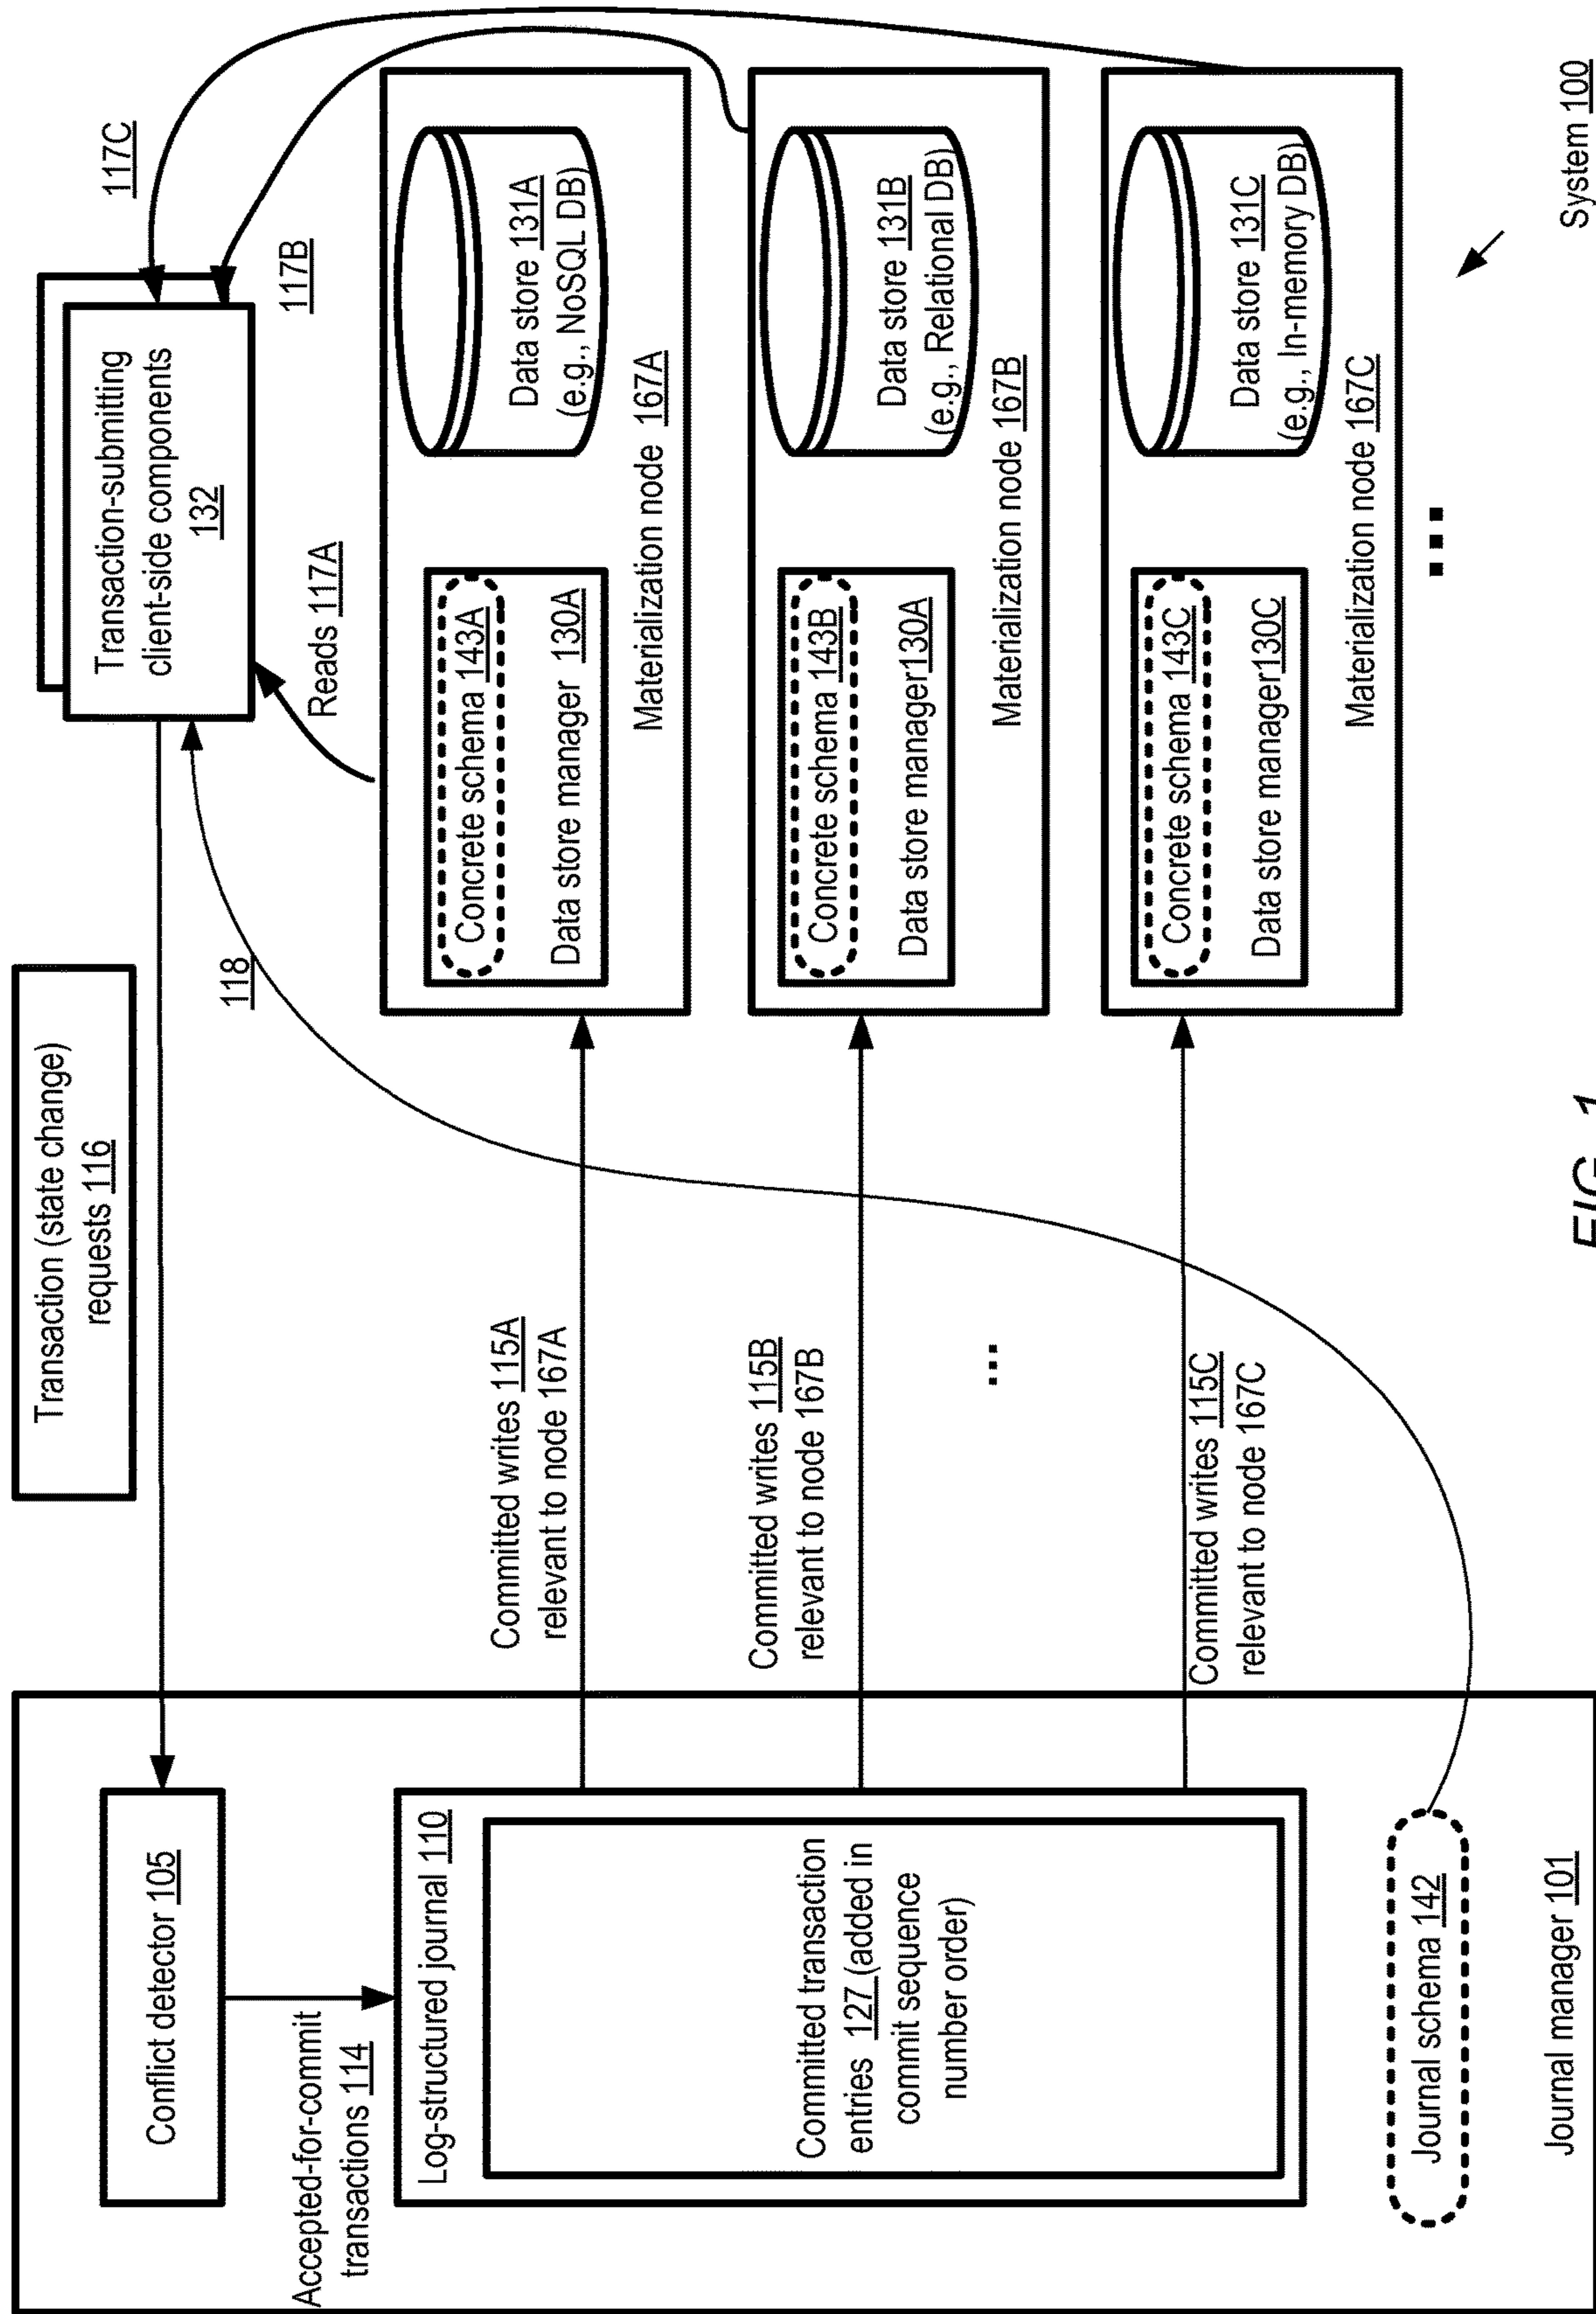 Transaction (state change)
requests 116
Transaction-submitting
client-side components
132
117C
117B
118
Reads 117A
Conflict detector 105
Accepted-for-commit
transactions 114
Log-structured journal 110
Committed transaction
entries 127 (added in
commit sequence
number order)
Journal schema 142
Journal manager 101
Committed writes 115A
relevant to node 167A
Committed writes 115B
relevant to node 167B
...
Committed writes 115C
relevant to node 167C
Concrete schema 143A
Data store manager 130A
Data store 131A
(e.g., NoSQL DB)
Materialization node 167A
Concrete schema 143B
Data store manager130A
Data store 131B
(e.g., Relational DB)
Materialization node 167B
Concrete schema 143C
Data store manager130C
Data store 131C
(e.g., In-memory DB)
Materialization node 167C
...
System 100
FIG. 1